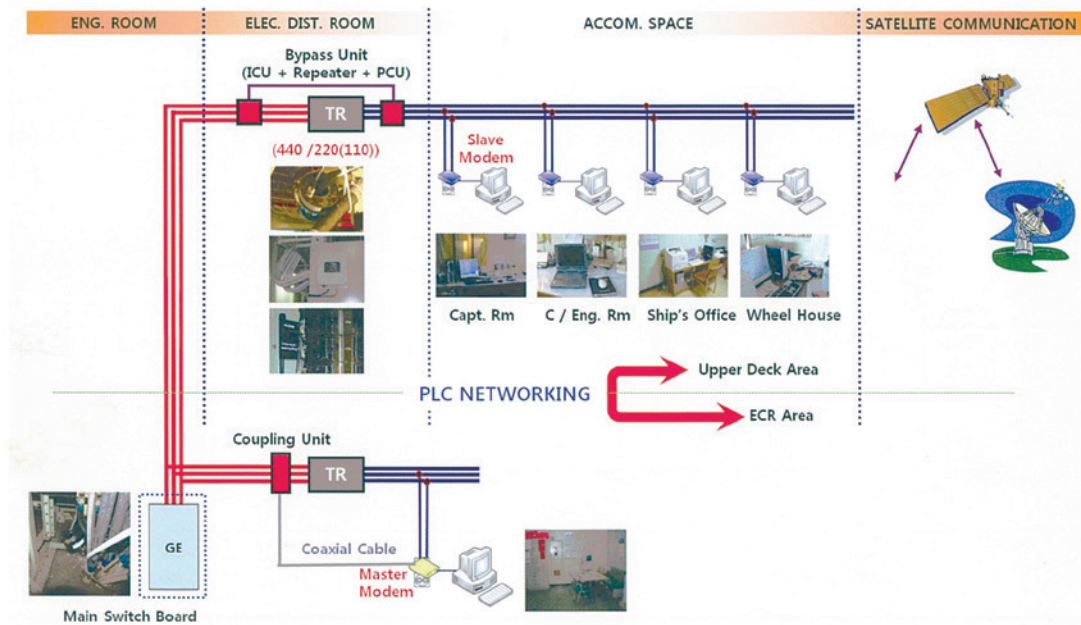 ENG. ROOM
ELEC. DIST. ROOM
ACCOM. SPACE
SATELLITE COMMUNICATION
Bypass Unit
(ICU + Repeater + PCU)
TR
(440 /220(110))
Slave
Modem
Capt. Rm
C / Eng. Rm
Ship's Office
Wheel House
PLC NETWORKING
Upper Deck Area
ECR Area
Coupling Unit
TR
GE
Coaxial Cable
Master
Modem
Main Switch Board